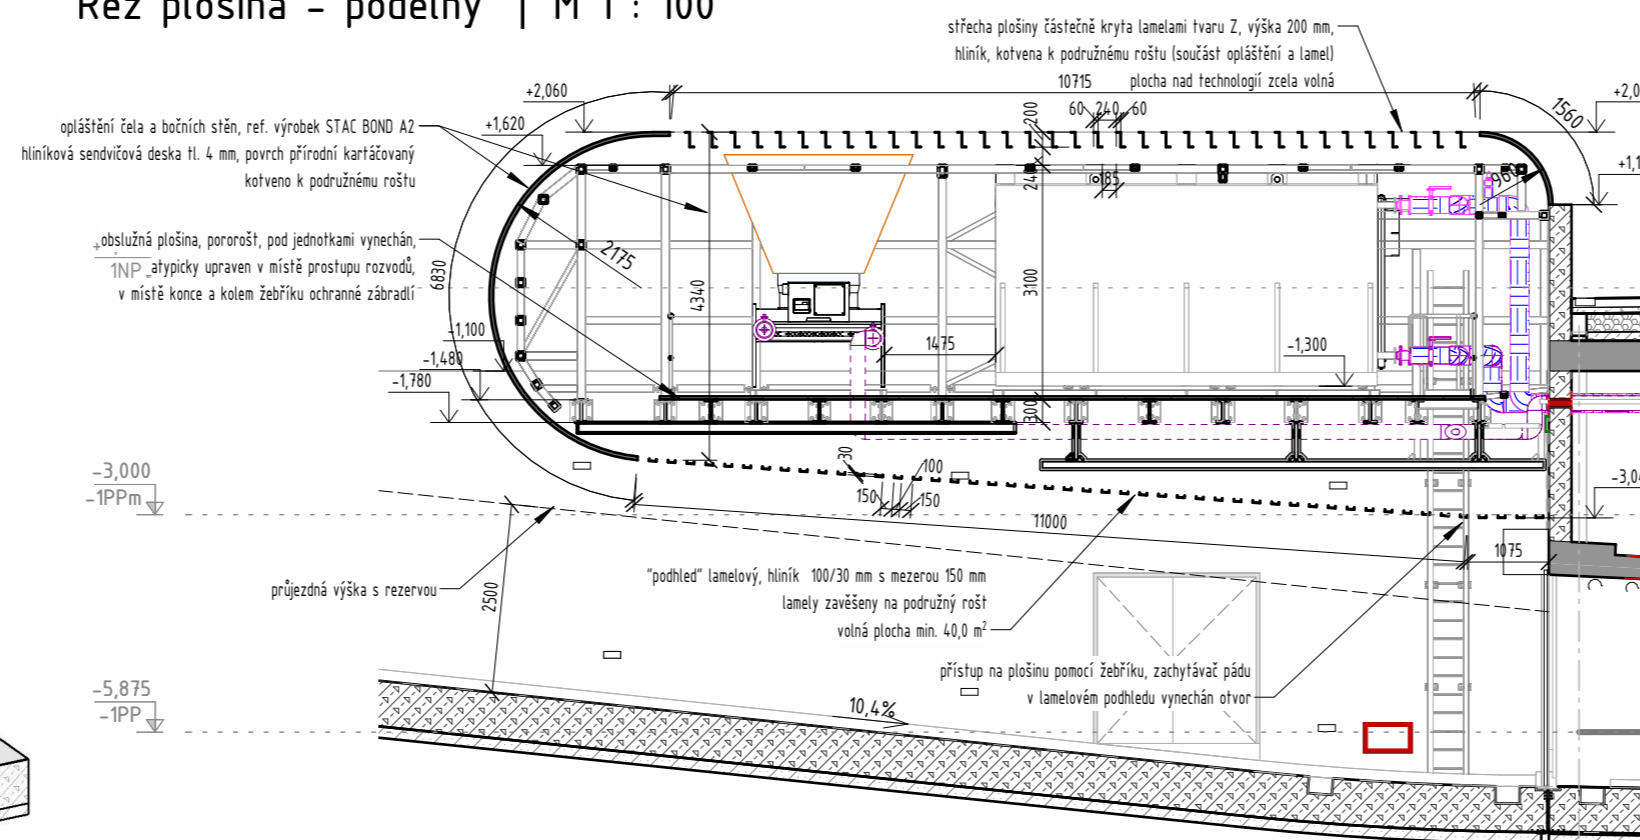 Řez plošina - podélný | M 1 : 100
střecha plošiny částečně kryta lamelami tvaru Z, výška 200 mm,
hliník, kotvena k podružnému roštu (součást opláštění a lamel)
plocha nad technologií zcela volná
10715
60 240 60
200
+2,060
+1,620
1560
opláštění čela a bočních stěn, ref. výrobek STAC BOND A2
hliníková sendvičová deska tl. 4 mm, povrch přírodní kartáčovaný
kotveno k podružnému roštu
185
960
obslužná plošina, pororošt, pod jednotkami vynechán,
atypicky upraven v místě prostupu rozvodů,
v místě konce a kolem žebříku ochranné zábradlí
1NP
6830
2175
4340
3100
1475
-1,300
-1,100
-1,480
-1,780
300
30
100
150
150
-3,000
-1PPm
11000
1075
průjezdná výška s rezervou
2500
"podhled" lamelový, hliník 100/30 mm s mezerou 150 mm
lamely zavěšeny na podružný rošt
volná plocha min. 40,0 m²
přístup na plošinu pomocí žebříku, zachytávač pádu
v lamelovém podhledu vynechán otvor
-5,875
-1PP
10,4%